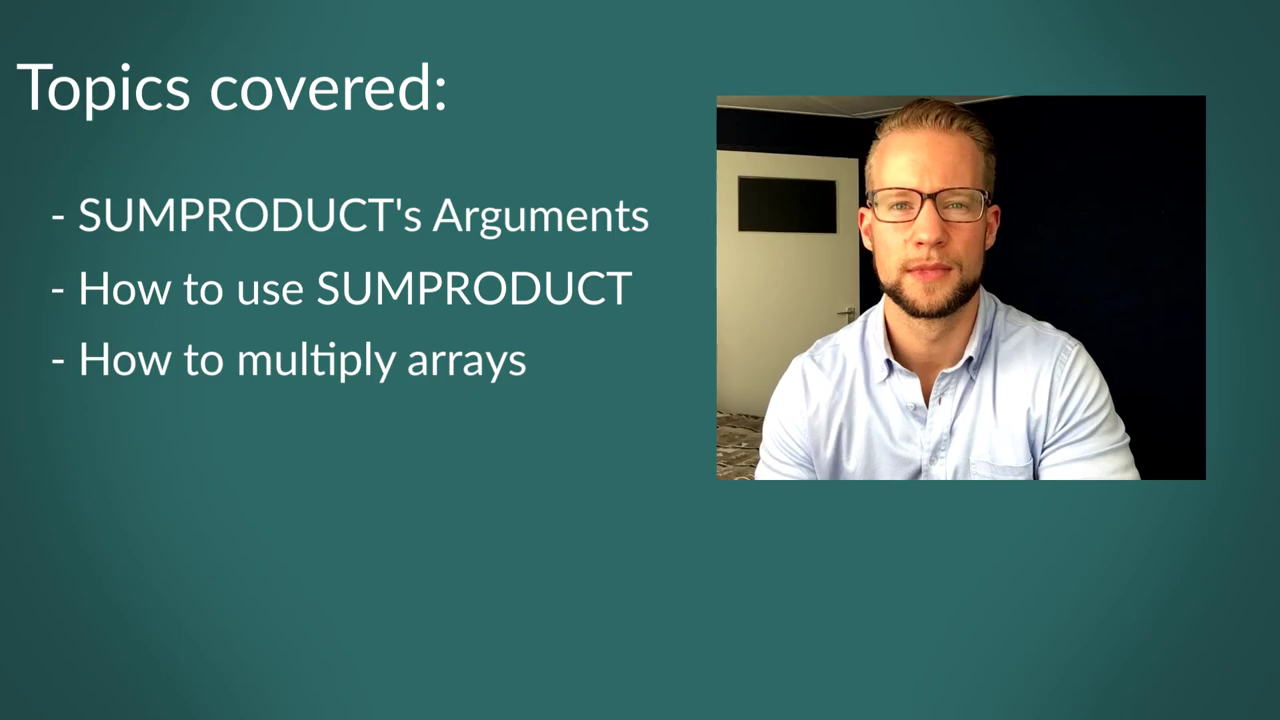 Topics covered:
- SUMPRODUCT's Arguments
- How to use SUMPRODUCT
- How to multiply arrays